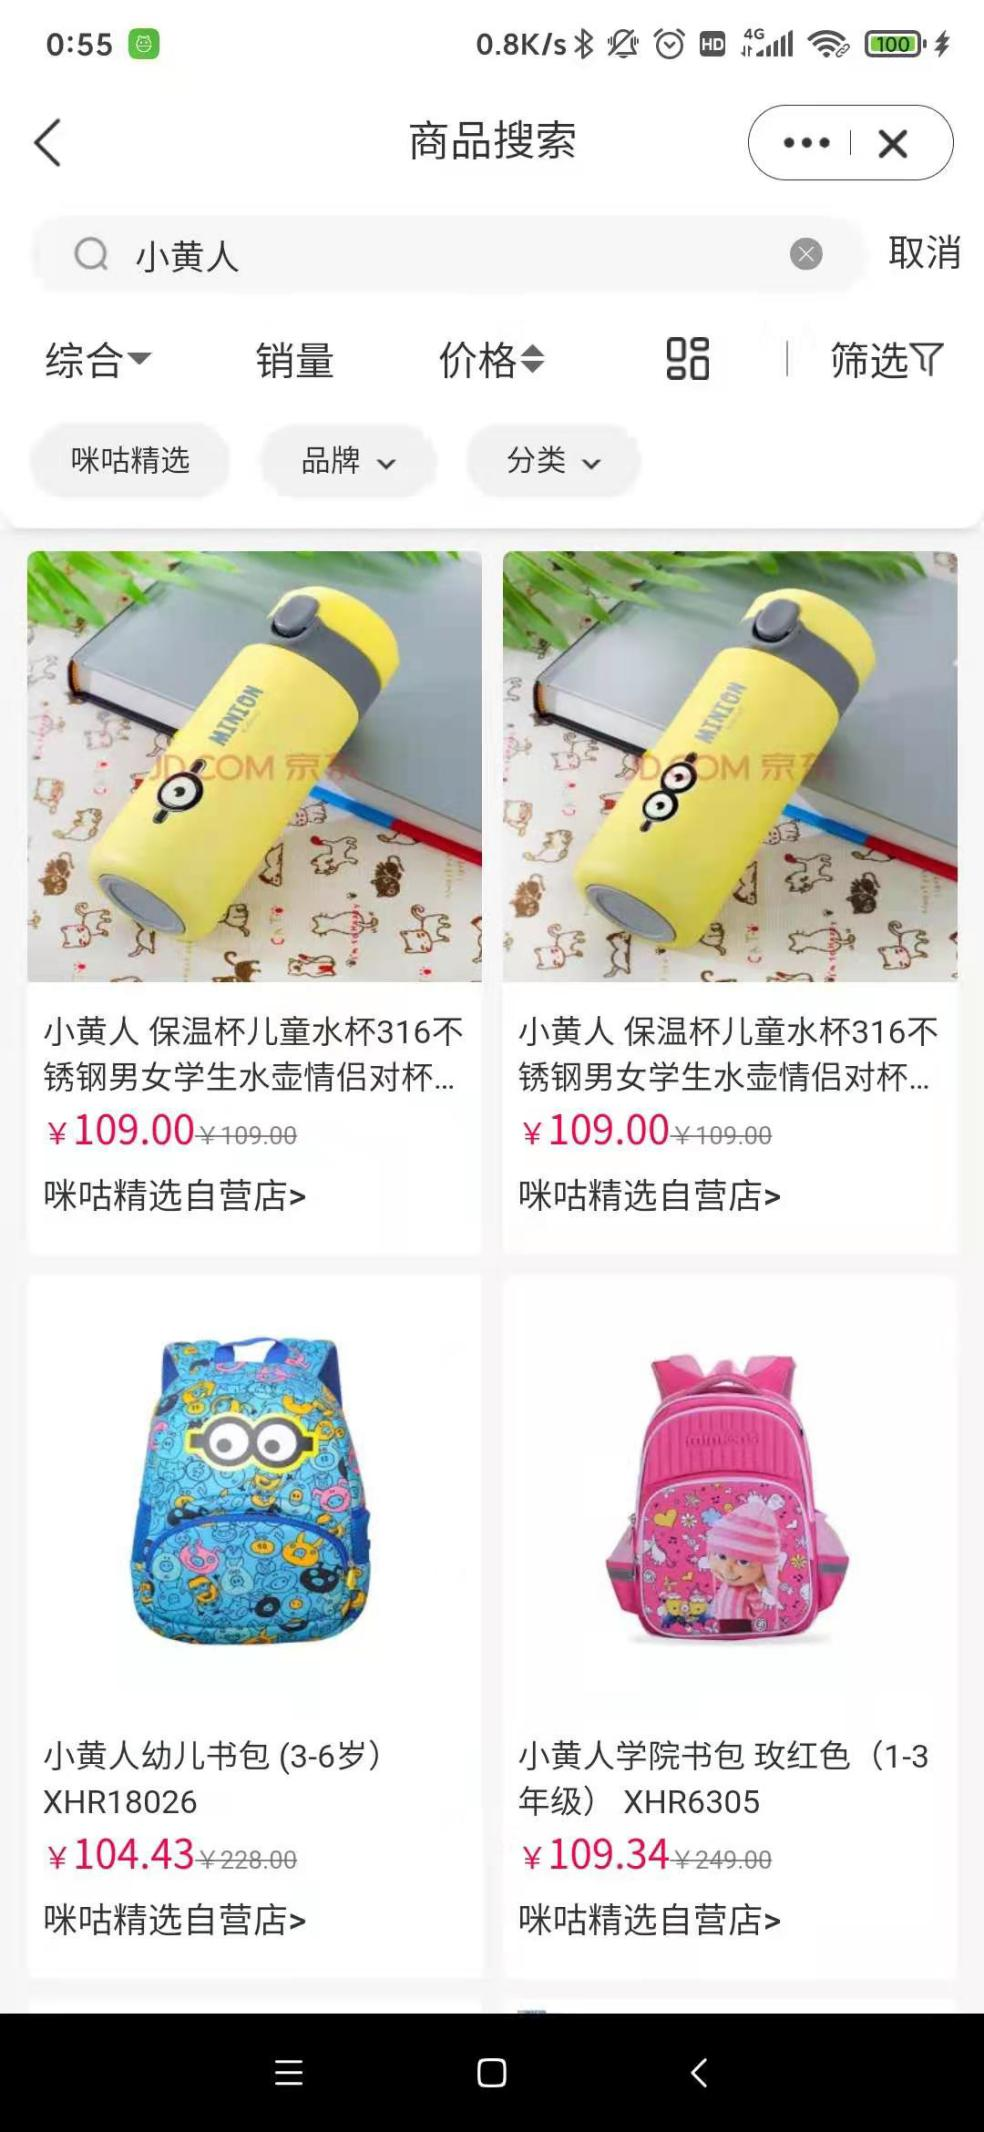 0:55 0.8K/s HD 4G 100
商品搜索
小黄人 取消
综合 销量 价格 筛选
咪咕精选 品牌 分类
MINION
JD.COM 京东
MINION
JD.COM 京东
小黄人 保温杯儿童水杯316不
锈钢男女学生水壶情侣对杯...
￥109.00￥109.00
咪咕精选自营店>
小黄人 保温杯儿童水杯316不
锈钢男女学生水壶情侣对杯...
￥109.00￥109.00
咪咕精选自营店>
minions
小黄人幼儿书包 (3-6岁）
XHR18026
￥104.43￥228.00
咪咕精选自营店>
小黄人学院书包 玫红色（1-3
年级） XHR6305
￥109.34￥249.00
咪咕精选自营店>